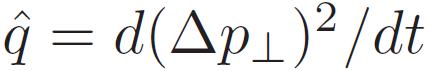 q̂ = d(Δp⊥)²/dt